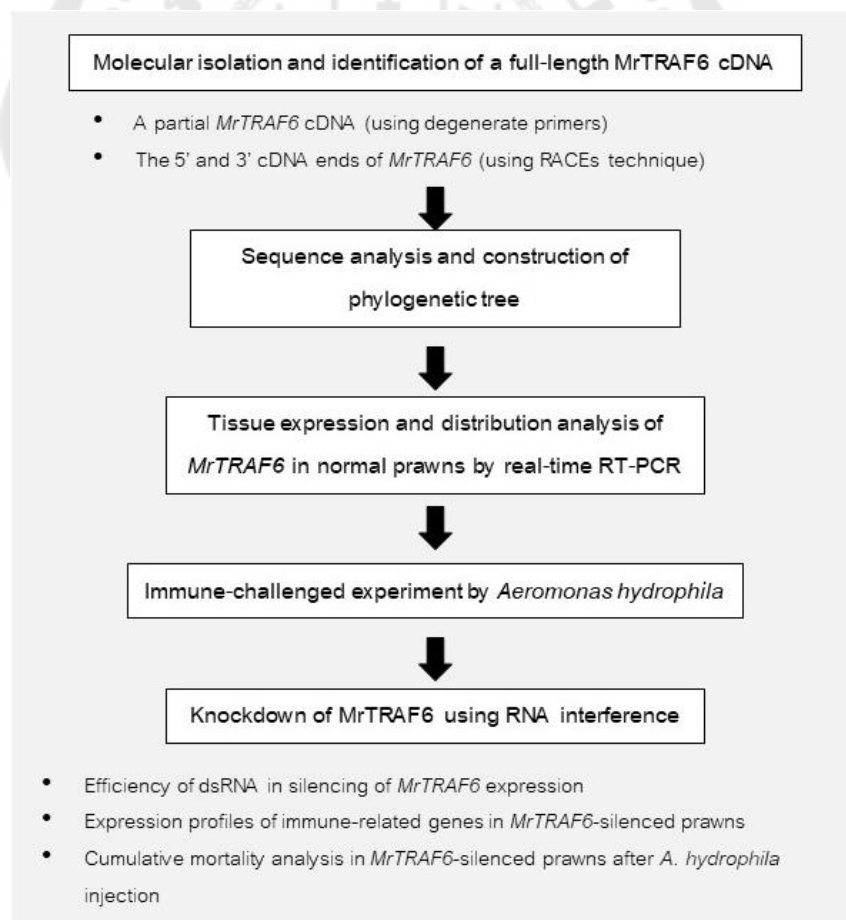 Molecular isolation and identification of a full-length MrTRAF6 cDNA
• A partial MrTRAF6 cDNA (using degenerate primers)
• The 5’ and 3’ cDNA ends of MrTRAF6 (using RACEs technique)
Sequence analysis and construction of
phylogenetic tree
Tissue expression and distribution analysis of
MrTRAF6 in normal prawns by real-time RT-PCR
Immune-challenged experiment by Aeromonas hydrophila
Knockdown of MrTRAF6 using RNA interference
• Efficiency of dsRNA in silencing of MrTRAF6 expression
• Expression profiles of immune-related genes in MrTRAF6-silenced prawns
• Cumulative mortality analysis in MrTRAF6-silenced prawns after A. hydrophila
injection